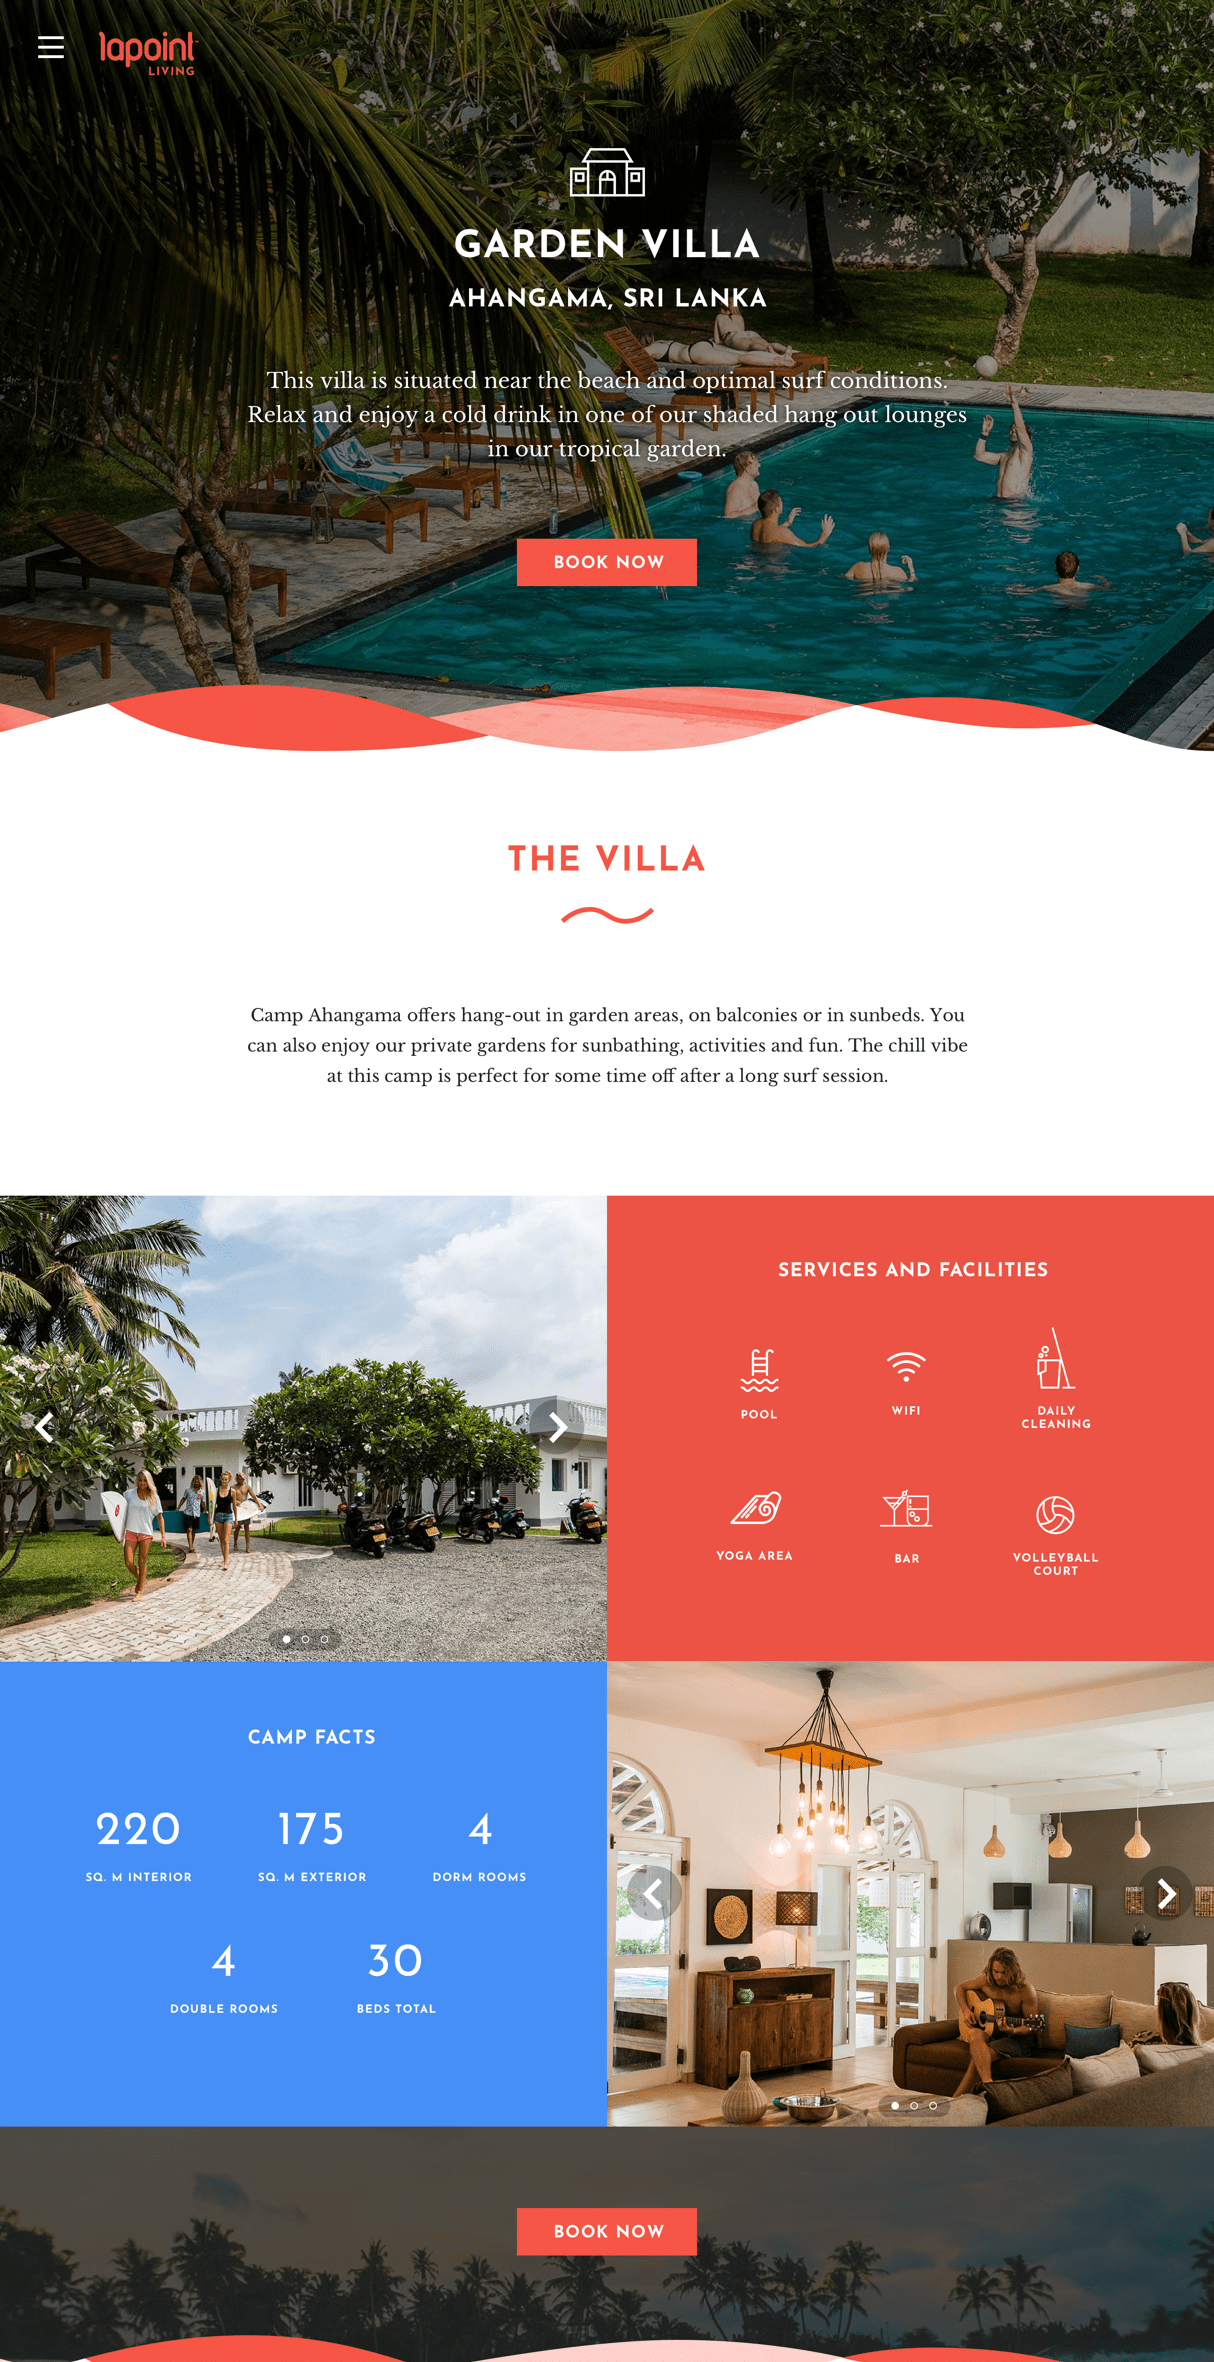 lapoint
LIVING
GARDEN VILLA
AHANGAMA, SRI LANKA
This villa is situated near the beach and optimal surf conditions.
Relax and enjoy a cold drink in one of our shaded hang out lounges
in our tropical garden.
BOOK NOW
THE VILLA
Camp Ahangama offers hang-out in garden areas, on balconies or in sunbeds. You
can also enjoy our private gardens for sunbathing, activities and fun. The chill vibe
at this camp is perfect for some time off after a long surf session.
SERVICES AND FACILITIES
POOL
WIFI
DAILY
CLEANING
YOGA AREA
BAR
VOLLEYBALL
COURT
CAMP FACTS
220
175
4
SQ. M INTERIOR
SQ. M EXTERIOR
DORM ROOMS
4
30
DOUBLE ROOMS
BEDS TOTAL
BOOK NOW